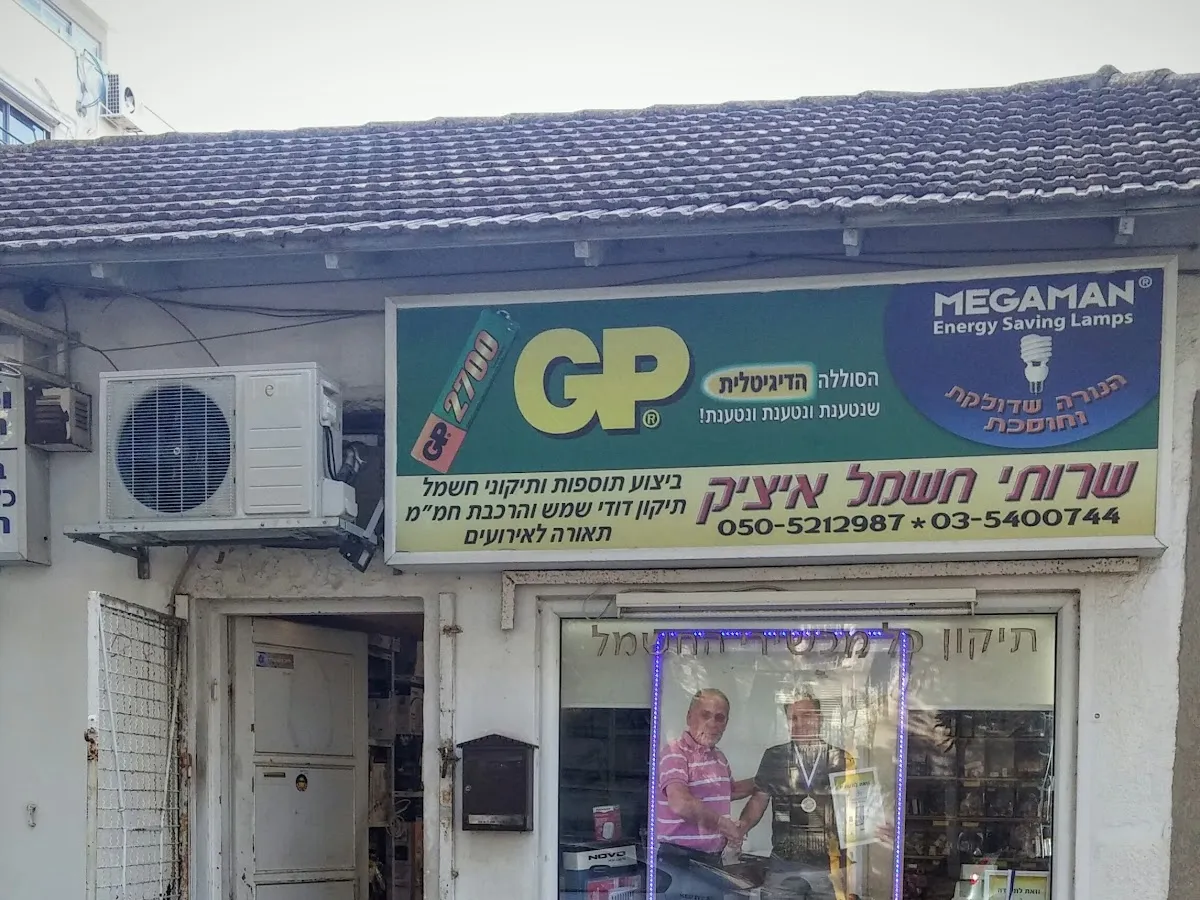 MEGAMAN®
Energy Saving Lamps
הנורה שדולקת
וחוסכת
GP®
GP 2700
הסוללה הדיגיטלית
שנטענת ונטענת ונטענת!
שרותי חשמל איציק
050-5212987 * 03-5400744
ביצוע תוספות ותיקוני חשמל
תיקון דודי שמש והרכבת חמ״מ
תאורה לאירועים
תיקון כל מכשירי החשמל
NOVO
e